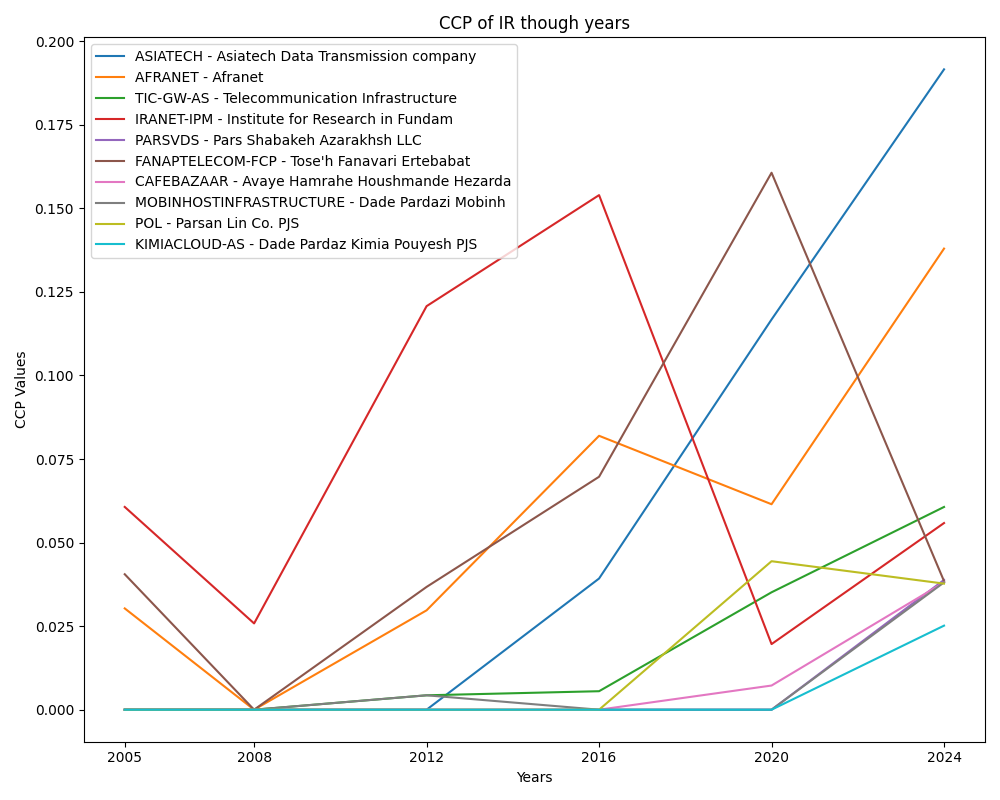 CCP of IR though years
0.200
0.175
0.150
0.125
0.100
0.075
0.050
0.025
0.000
CCP Values
ASIATECH - Asiatech Data Transmission company
AFRANET - Afranet
TIC-GW-AS - Telecommunication Infrastructure
IRANET-IPM - Institute for Research in Fundam
PARSVDS - Pars Shabakeh Azarakhsh LLC
FANAPTELECOM-FCP - Tose'h Fanavari Ertebabat
CAFEBAZAAR - Avaye Hamrahe Houshmande Hezarda
MOBINHOSTINFRASTRUCTURE - Dade Pardazi Mobinh
POL - Parsan Lin Co. PJS
KIMIACLOUD-AS - Dade Pardaz Kimia Pouyesh PJS
2005 2008 2012 2016 2020 2024
Years